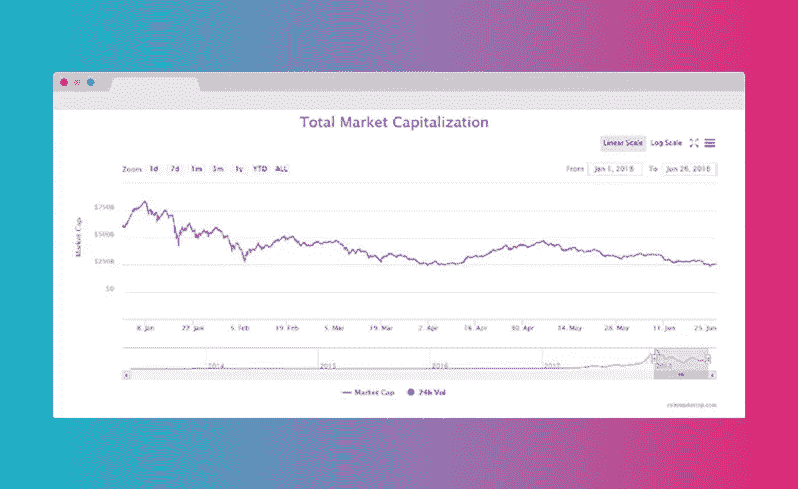 Total Market Capitalization
Linear Scale Log Scale
Zoom 1d 7d 1m 3m 1y YTD ALL From Jan 1, 2018 To Jun 26, 2018
$750B
$500B
$250B
$0
Market Cap
8. Jan 22. Jan 5. Feb 19. Feb 5. Mar 19. Mar 2. Apr 16. Apr 30. Apr 14. May 28. May 11. Jun 25. Jun
2014 2015 2016 2017
Market Cap 24h Vol
coinmarketcap.com